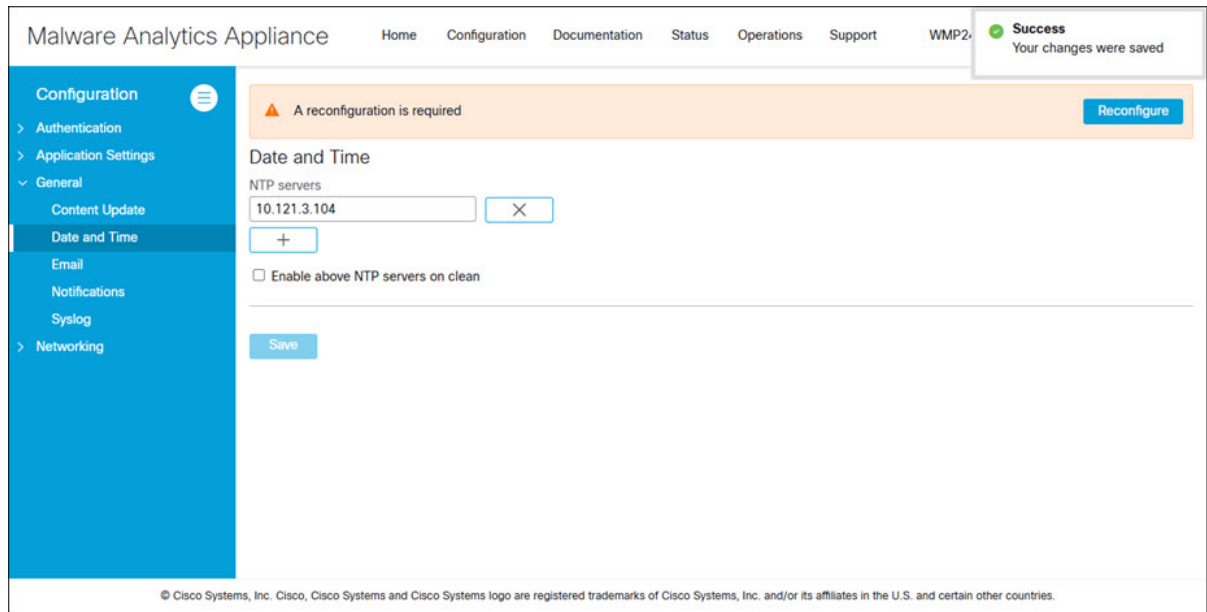 Malware Analytics Appliance
Home Configuration Documentation Status Operations Support WMP24
Success
Your changes were saved
Configuration
Authentication
Application Settings
General
Content Update
Date and Time
Email
Notifications
Syslog
Networking
A reconfiguration is required
Reconfigure
Date and Time
NTP servers
10.121.3.104
Enable above NTP servers on clean
Save
© Cisco Systems, Inc. Cisco, Cisco Systems and Cisco Systems logo are registered trademarks of Cisco Systems, Inc. and/or its affiliates in the U.S. and certain other countries.